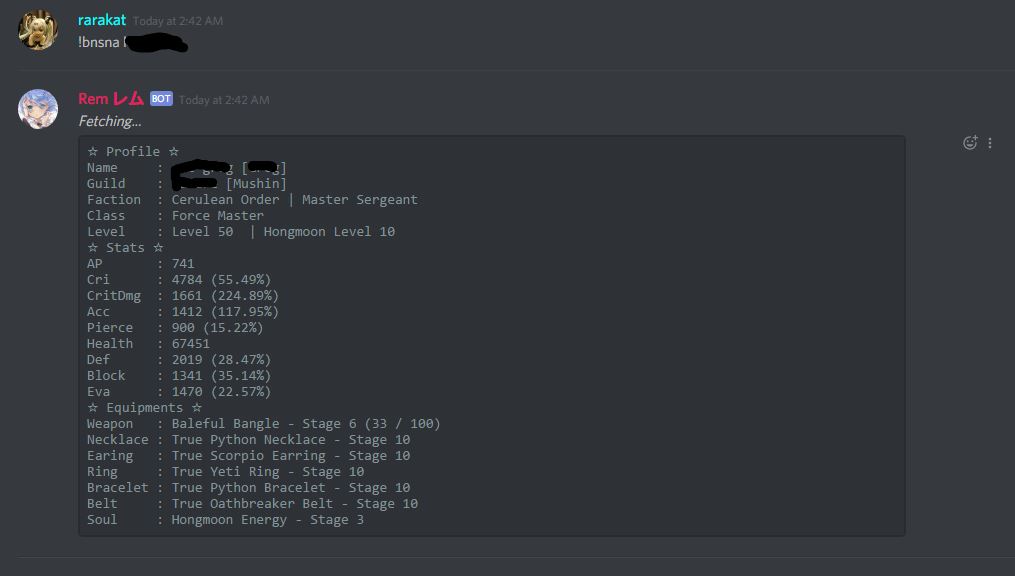 rarakat Today at 2:42 AM
!bnsna
Rem レム BOT Today at 2:42 AM
Fetching...
☆ Profile ☆
Name :
Guild : [Mushin]
Faction : Cerulean Order | Master Sergeant
Class : Force Master
Level : Level 50 | Hongmoon Level 10
☆ Stats ☆
AP : 741
Cri : 4784 (55.49%)
CritDmg : 1661 (224.89%)
Acc : 1412 (117.95%)
Pierce : 900 (15.22%)
Health : 67451
Def : 2019 (28.47%)
Block : 1341 (35.14%)
Eva : 1470 (22.57%)
☆ Equipments ☆
Weapon : Baleful Bangle - Stage 6 (33 / 100)
Necklace : True Python Necklace - Stage 10
Earing : True Scorpio Earring - Stage 10
Ring : True Yeti Ring - Stage 10
Bracelet : True Python Bracelet - Stage 10
Belt : True Oathbreaker Belt - Stage 10
Soul : Hongmoon Energy - Stage 3